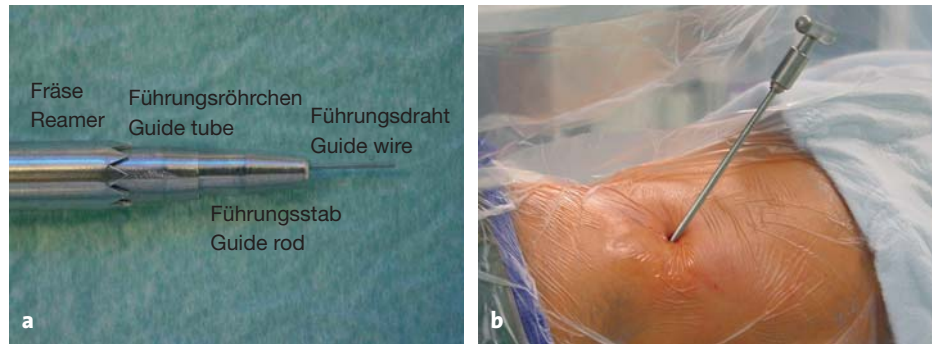 Fräse
Reamer
Führungsröhrchen
Guide tube
Führungsdraht
Guide wire
Führungsstab
Guide rod
a
b